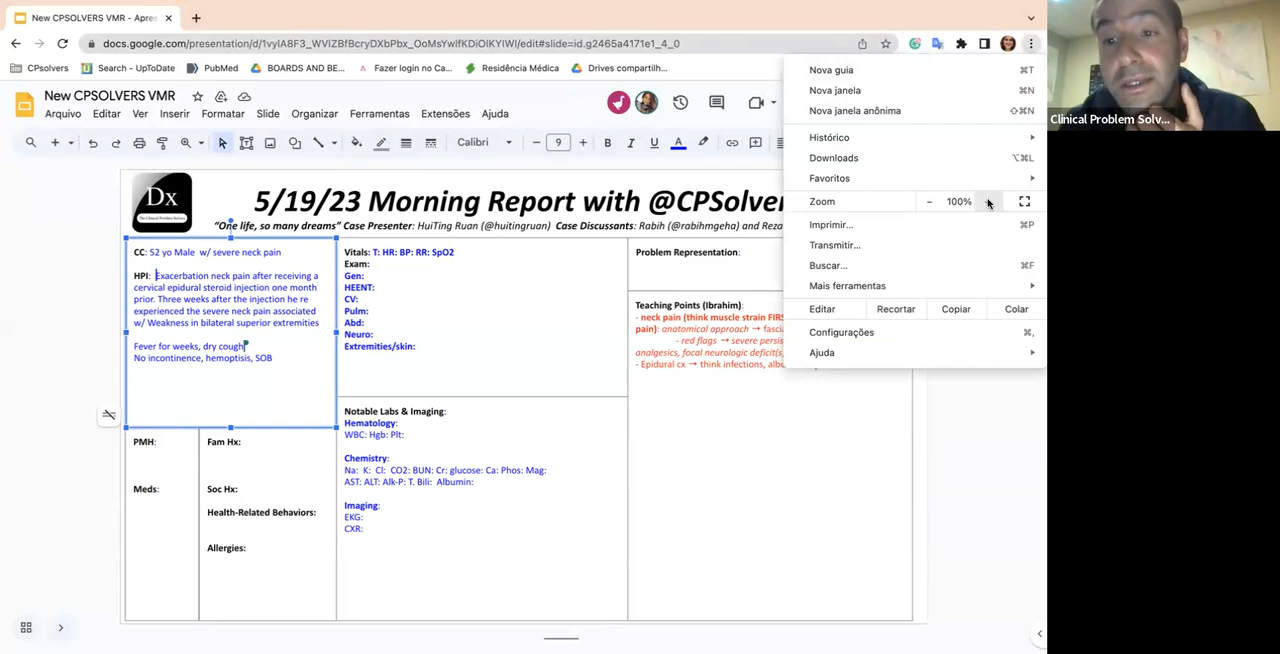 New CPSOLVERS VMR - Apres
docs.google.com/presentation/d/1vylA8F3_WVIZBfBcryDXbPbx_OoMsYwlfKDiOlKYIWI/edit#slide=id.g2465a4171e1_4_0
CPsolvers
Search - UpToDate
PubMed
BOARDS AND BE...
Fazer login no Ca...
Residência Médica
Drives compartilh...
New CPSOLVERS VMR
Arquivo Editar Ver Inserir Formatar Slide Organizar Ferramentas Extensões Ajuda
Calibri
9
Nova guia ⌘T
Nova janela ⌘N
Nova janela anônima ⇧⌘N
Histórico
Downloads ⌥⌘L
Favoritos
Zoom − 100%
Imprimir... ⌘P
Transmitir...
Buscar... ⌘F
Mais ferramentas
Editar Recortar Copiar Colar
Configurações ⌘,
Ajuda
Clinical Problem Solv...
Dx
The Clinical Problem Solvers
5/19/23 Morning Report with @CPSolver
“One life, so many dreams” Case Presenter: HuiTing Ruan (@huitingruan) Case Discussants: Rabih (@rabihmgeha) and Reza
CC: 52 yo Male w/ severe neck pain
HPI: Exacerbation neck pain after receiving a
cervical epidural steroid injection one month
prior. Three weeks after the injection he re
experienced the severe neck pain associated
w/ Weakness in bilateral superior extremities
Fever for weeks, dry cough
No incontinence, hemoptisis, SOB
PMH:
Meds:
Fam Hx:
Soc Hx:
Health-Related Behaviors:
Allergies:
Vitals: T: HR: BP: RR: SpO2
Exam:
Gen:
HEENT:
CV:
Pulm:
Abd:
Neuro:
Extremities/skin:
Notable Labs & Imaging:
Hematology:
WBC: Hgb: Plt:
Chemistry:
Na: K: Cl: CO2: BUN: Cr: glucose: Ca: Phos: Mag:
AST: ALT: Alk-P: T. Bili: Albumin:
Imaging:
EKG:
CXR:
Problem Representation:
Teaching Points (Ibrahim):
- neck pain (think muscle strain FIRS
pain): anatomical approach → fasci
- red flags → severe persis
analgesics, focal neurologic deficit(s,
- Epidural cx → think infections, albe